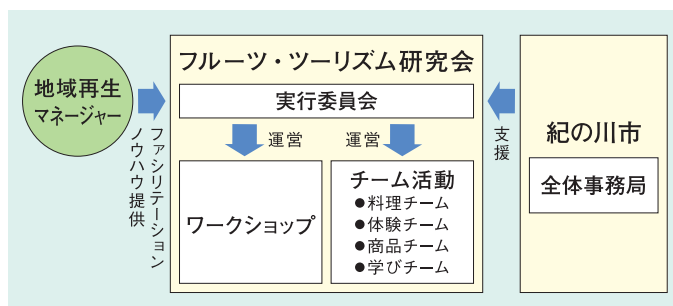 地域再生
マネージャー
ファシリテーション
ノウハウ提供
フルーツ・ツーリズム研究会
実行委員会
運営
運営
ワークショップ
チーム活動
●料理チーム
●体験チーム
●商品チーム
●学びチーム
支援
紀の川市
全体事務局